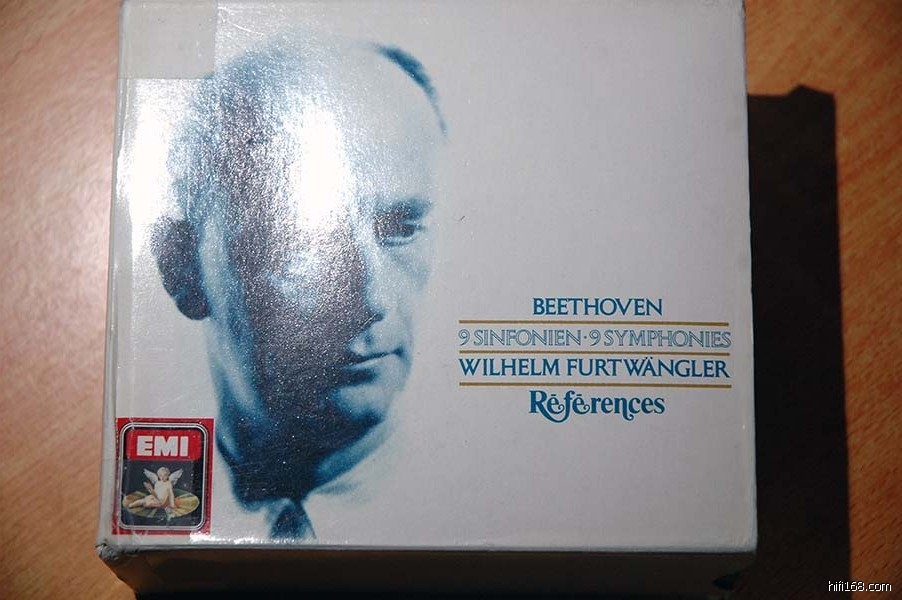 BEETHOVEN
9 SINFONIEN · 9 SYMPHONIES
WILHELM FURTWÄNGLER
Références
EMI
hifi168.com